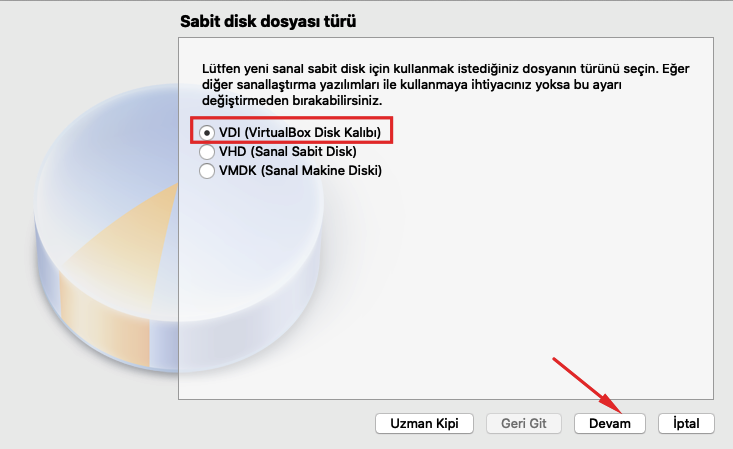 Sabit disk dosyası türü
Lütfen yeni sanal sabit disk için kullanmak istediğiniz dosyanın türünü seçin. Eğer
diğer sanallaştırma yazılımları ile kullanmaya ihtiyacınız yoksa bu ayarı
değiştirmeden bırakabilirsiniz.
VDI (VirtualBox Disk Kalıbı)
VHD (Sanal Sabit Disk)
VMDK (Sanal Makine Diski)
Uzman Kipi Geri Git Devam İptal